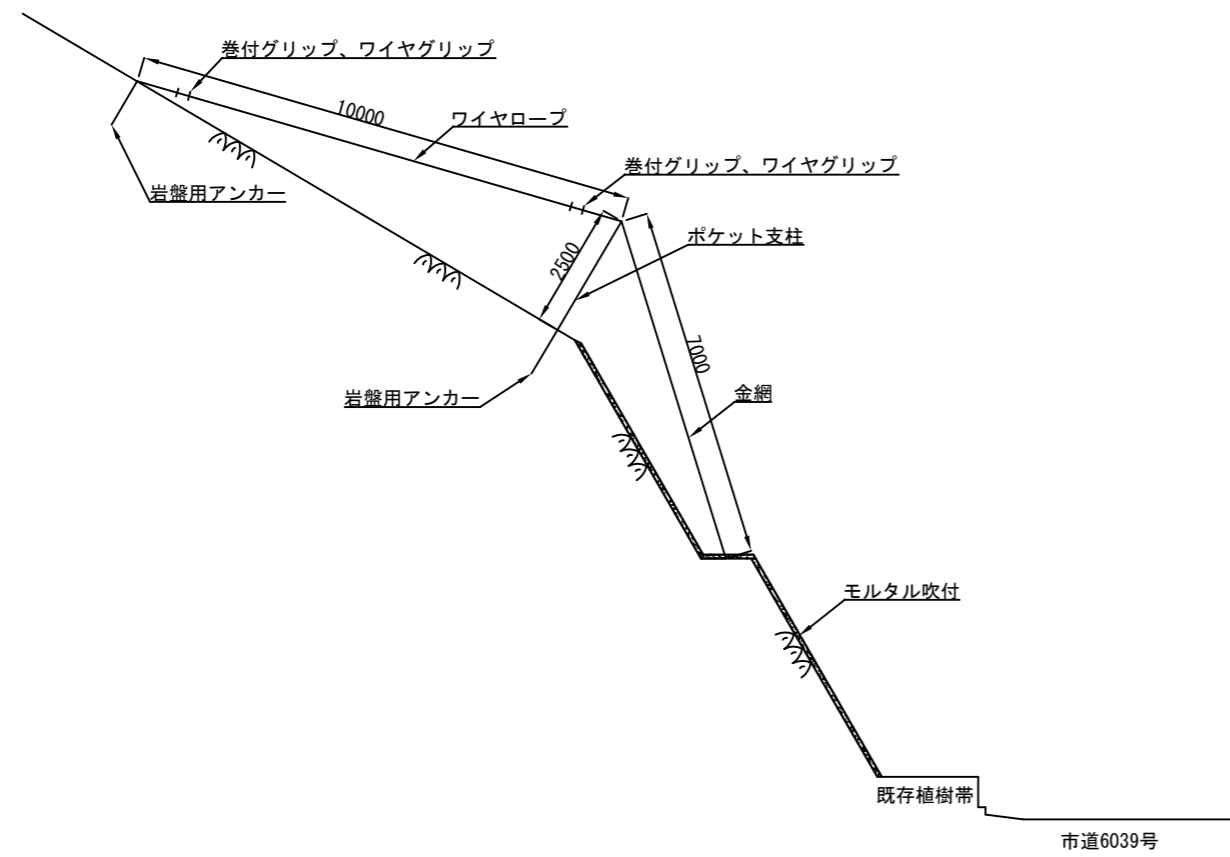 巻付グリップ、ワイヤグリップ
10000
ワイヤロープ
巻付グリップ、ワイヤグリップ
岩盤用アンカー
ポケット支柱
2500
7000
岩盤用アンカー
金網
モルタル吹付
既存植樹帯
市道6039号